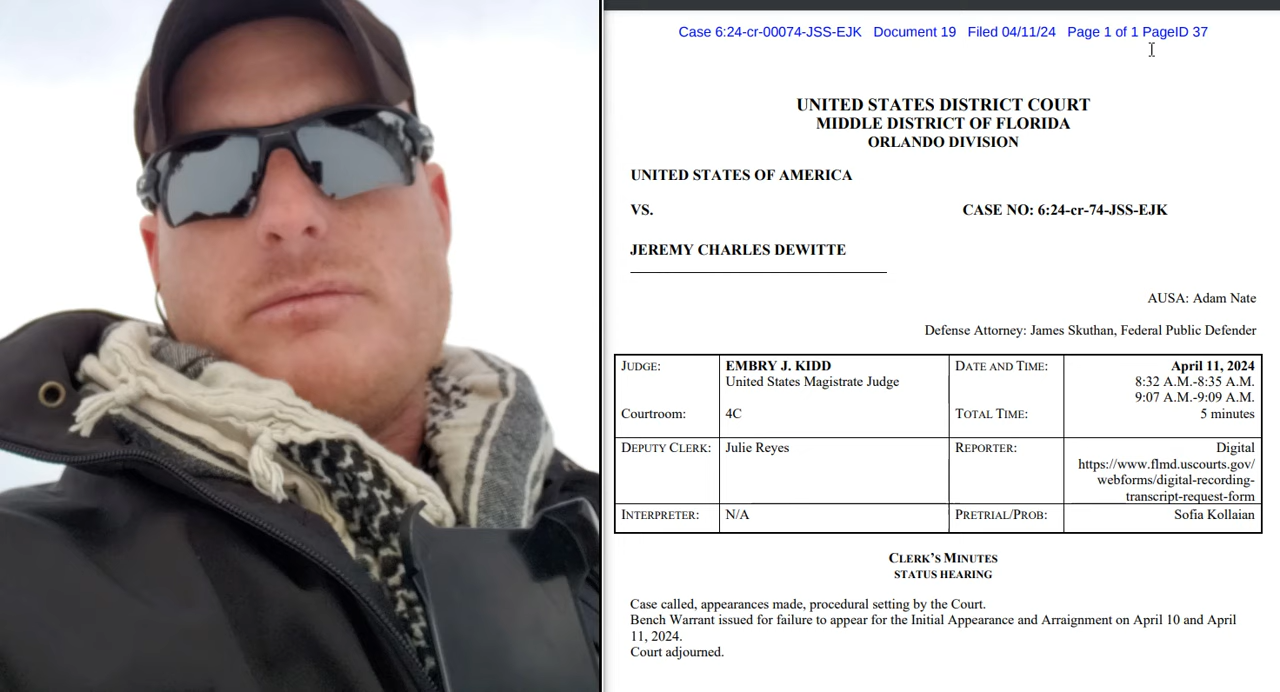 Case 6:24-cr-00074-JSS-EJK Document 19 Filed 04/11/24 Page 1 of 1 PageID 37
UNITED STATES DISTRICT COURT
MIDDLE DISTRICT OF FLORIDA
ORLANDO DIVISION
UNITED STATES OF AMERICA
VS. CASE NO: 6:24-cr-74-JSS-EJK
JEREMY CHARLES DEWITTE
AUSA: Adam Nate
Defense Attorney: James Skuthan, Federal Public Defender
JUDGE: EMBRY J. KIDD DATE AND TIME: April 11, 2024
United States Magistrate Judge 8:32 A.M.-8:35 A.M.
9:07 A.M.-9:09 A.M.
Courtroom: 4C TOTAL TIME: 5 minutes
DEPUTY CLERK: Julie Reyes REPORTER: Digital
https://www.flmd.uscourts.gov/
webforms/digital-recording-
transcript-request-form
INTERPRETER: N/A PRETRIAL/PROB: Sofia Kollaian
CLERK'S MINUTES
STATUS HEARING
Case called, appearances made, procedural setting by the Court.
Bench Warrant issued for failure to appear for the Initial Appearance and Arraignment on April 10 and April
11, 2024.
Court adjourned.